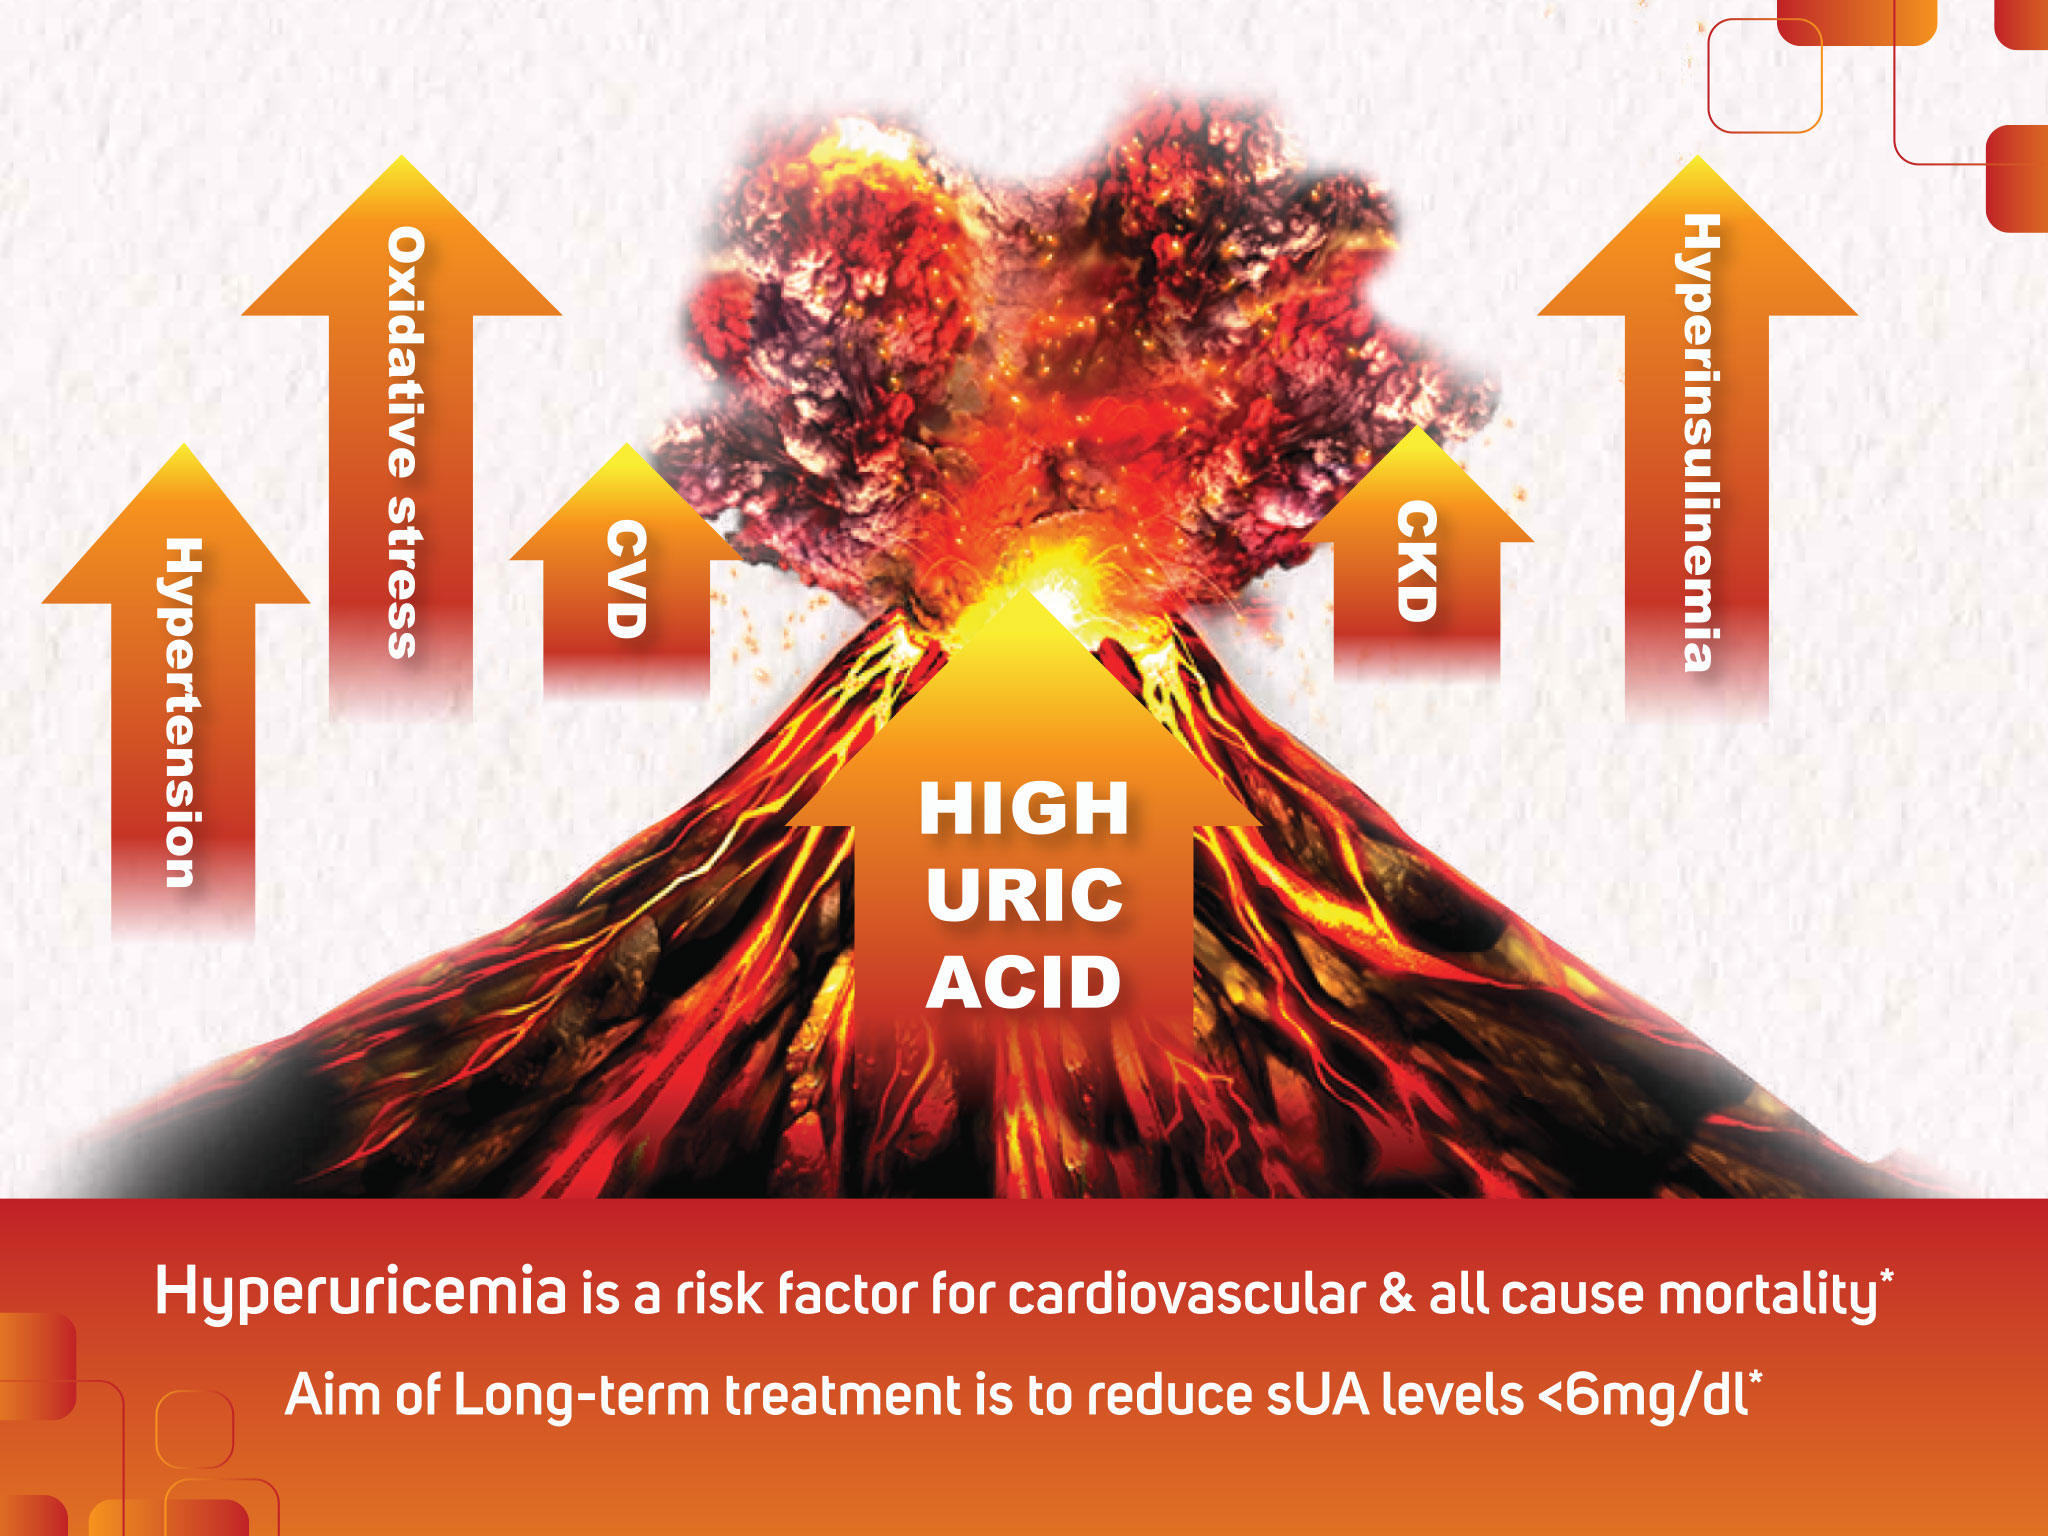 Hypertension
Oxidative stress
CVD
HIGH
URIC
ACID
CKD
Hyperinsulinemia
Hyperuricemia is a risk factor for cardiovascular & all cause mortality*
Aim of Long-term treatment is to reduce sUA levels <6mg/dl*